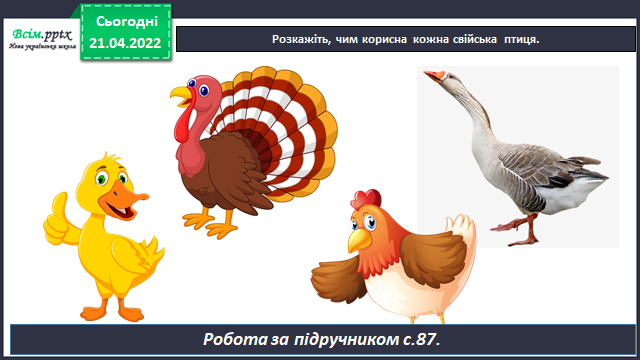 Всім.pptx
Нова українська школа
Сьогодні
21.04.2022
Розкажіть, чим корисна кожна свійська птиця.
Робота за підручником с.87.